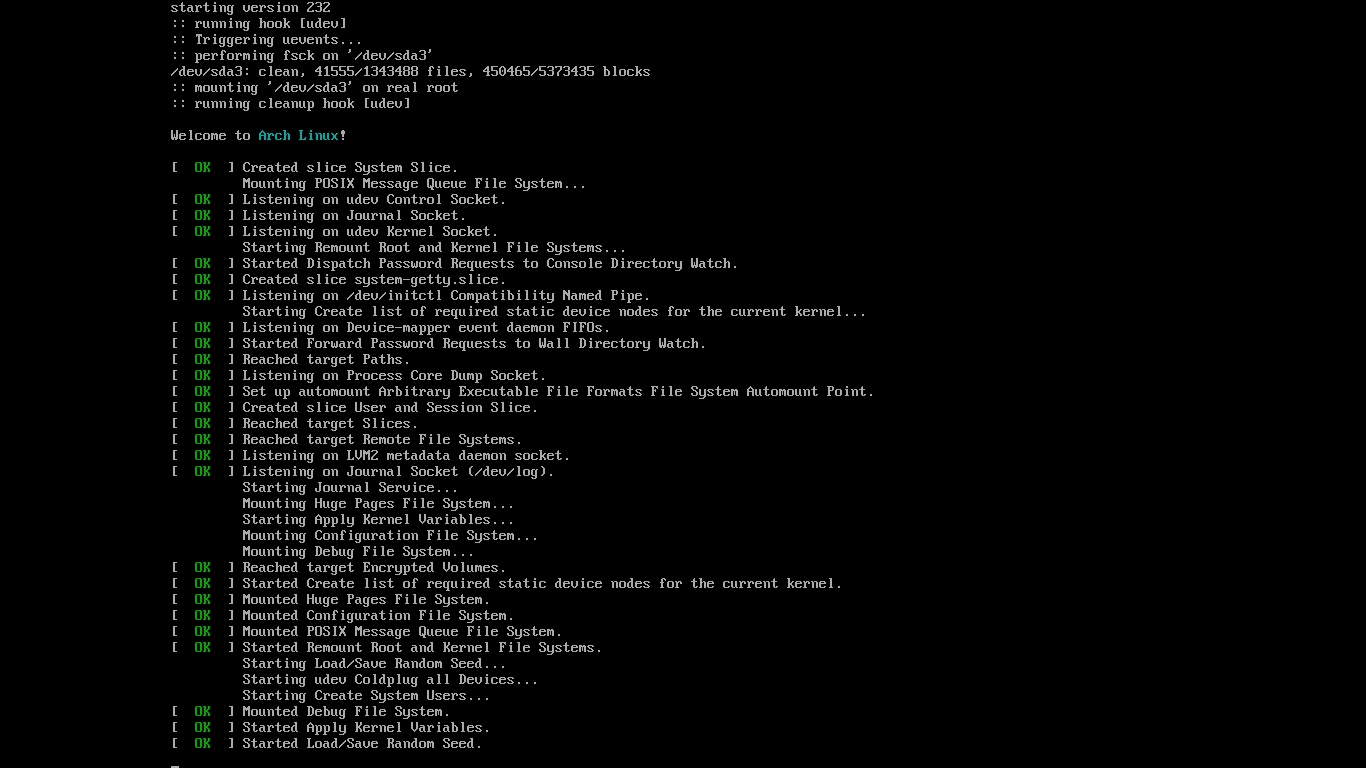 starting version 232
:: running hook [udev]
:: Triggering uevents...
:: performing fsck on '/dev/sda3'
/dev/sda3: clean, 41555/1343488 files, 450465/5373435 blocks
:: mounting '/dev/sda3' on real root
:: running cleanup hook [udev]

Welcome to Arch Linux!

[  OK  ] Created slice System Slice.
         Mounting POSIX Message Queue File System...
[  OK  ] Listening on udev Control Socket.
[  OK  ] Listening on Journal Socket.
[  OK  ] Listening on udev Kernel Socket.
         Starting Remount Root and Kernel File Systems...
[  OK  ] Started Dispatch Password Requests to Console Directory Watch.
[  OK  ] Created slice system-getty.slice.
[  OK  ] Listening on /dev/initctl Compatibility Named Pipe.
         Starting Create list of required static device nodes for the current kernel...
[  OK  ] Listening on Device-mapper event daemon FIFOs.
[  OK  ] Started Forward Password Requests to Wall Directory Watch.
[  OK  ] Reached target Paths.
[  OK  ] Listening on Process Core Dump Socket.
[  OK  ] Set up automount Arbitrary Executable File Formats File System Automount Point.
[  OK  ] Created slice User and Session Slice.
[  OK  ] Reached target Slices.
[  OK  ] Reached target Remote File Systems.
[  OK  ] Listening on LVM2 metadata daemon socket.
[  OK  ] Listening on Journal Socket (/dev/log).
         Starting Journal Service...
         Mounting Huge Pages File System...
         Starting Apply Kernel Variables...
         Mounting Configuration File System...
         Mounting Debug File System...
[  OK  ] Reached target Encrypted Volumes.
[  OK  ] Started Create list of required static device nodes for the current kernel.
[  OK  ] Mounted Huge Pages File System.
[  OK  ] Mounted Configuration File System.
[  OK  ] Mounted POSIX Message Queue File System.
[  OK  ] Started Remount Root and Kernel File Systems.
         Starting Load/Save Random Seed...
         Starting udev Coldplug all Devices...
         Starting Create System Users...
[  OK  ] Mounted Debug File System.
[  OK  ] Started Apply Kernel Variables.
[  OK  ] Started Load/Save Random Seed.